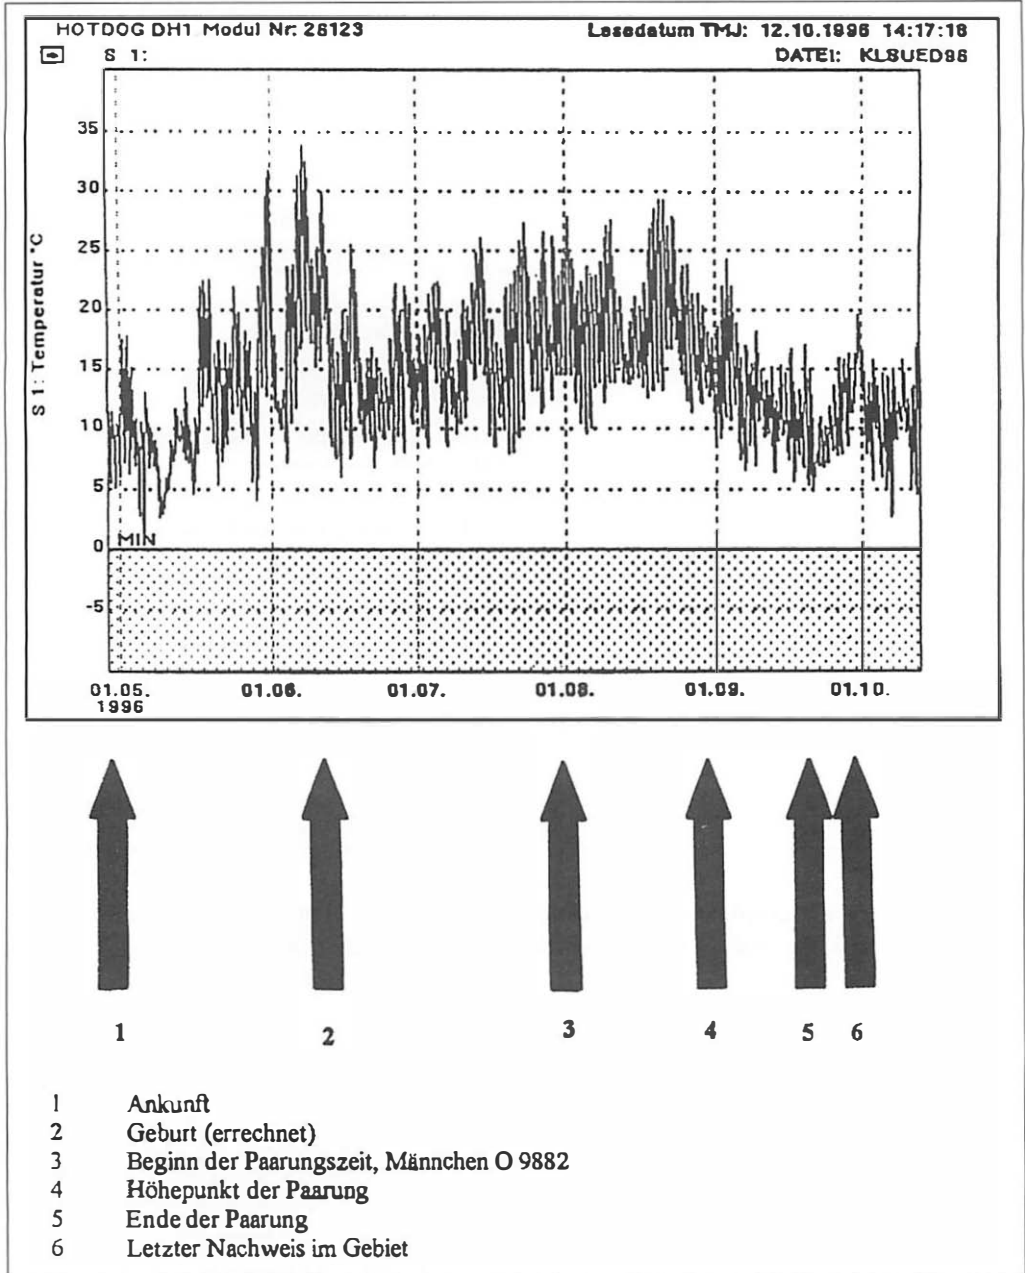 HOTDOG DH1 Modul Nr: 28123 Lesedatum TMJ: 12.10.1996 14:17:18
S 1: DATEI: KLSUED96
S 1: Temperatur °C
35
30
25
20
15
10
5
0
MIN
-5
01.05. 01.06. 01.07. 01.08. 01.09. 01.10.
1996
1 2 3 4 5 6
1 Ankunft
2 Geburt (errechnet)
3 Beginn der Paarungszeit, Männchen O 9882
4 Höhepunkt der Paarung
5 Ende der Paarung
6 Letzter Nachweis im Gebiet